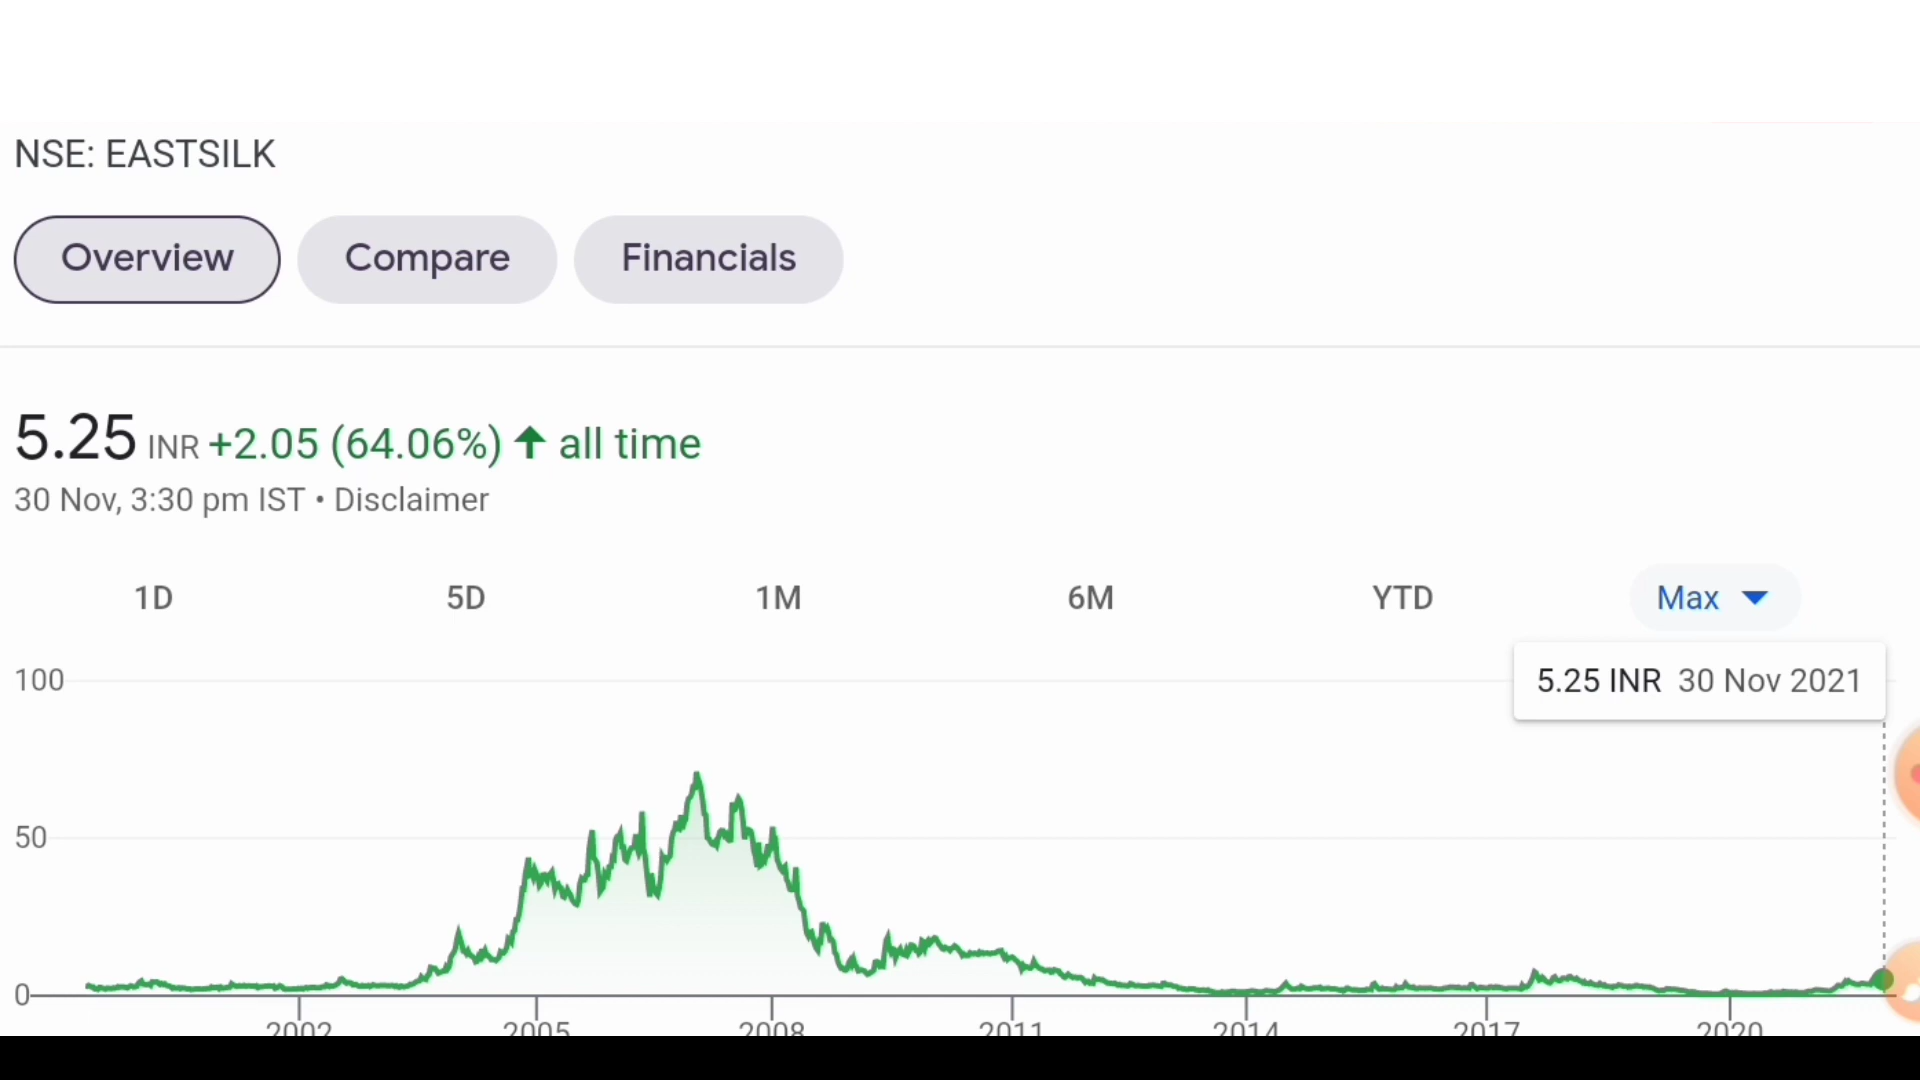 NSE: EASTSILK
Overview Compare Financials
5.25 INR +2.05 (64.06%) ↑ all time
30 Nov, 3:30 pm IST • Disclaimer
1D 5D 1M 6M YTD Max
100
5.25 INR 30 Nov 2021
50
0
2002 2005 2008 2011 2014 2017 2020